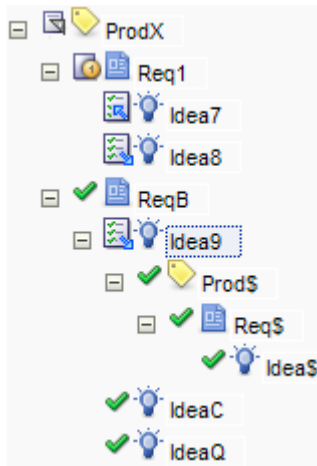 ProdX
Req1
Idea7
Idea8
ReqB
Idea9
Prod$
Req$
Idea$
IdeaC
IdeaQ